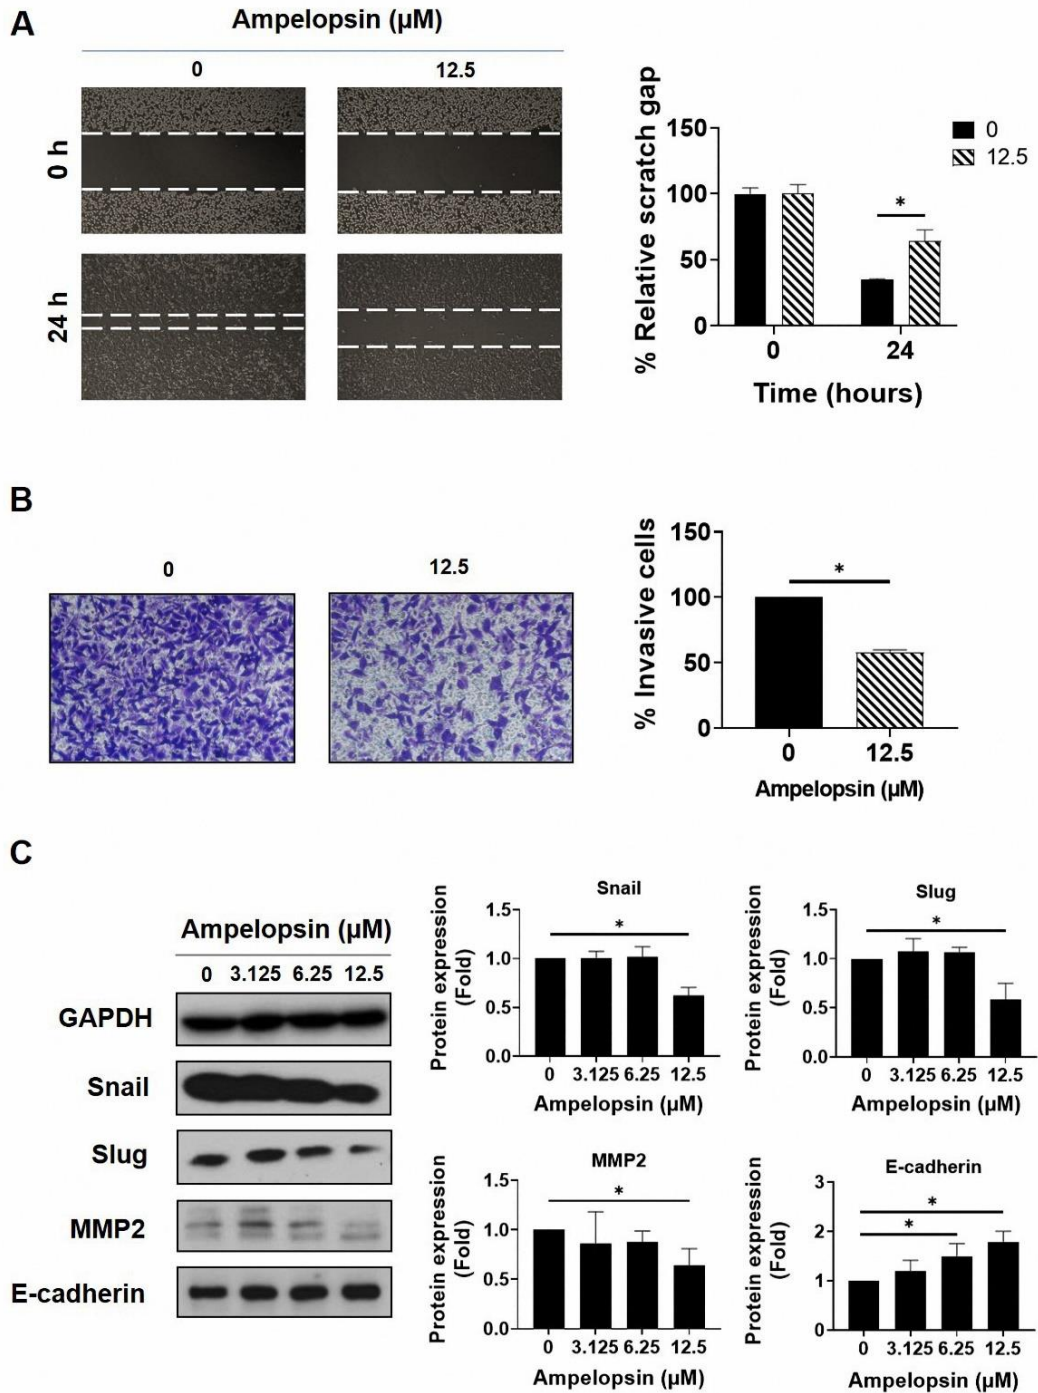 A
Ampelopsin (μM)
0
12.5
0 h
24 h
% Relative scratch gap
150
100
50
0
0
12.5
*
0
24
Time (hours)
B
0
12.5
% Invasive cells
150
100
50
0
*
0
12.5
Ampelopsin (μM)
C
Ampelopsin (μM)
0 3.125 6.25 12.5
GAPDH
Snail
Slug
MMP2
E-cadherin
Snail
Protein expression
(Fold)
1.5
1.0
0.5
0.0
*
0 3.125 6.25 12.5
Ampelopsin (μM)
Slug
Protein expression
(Fold)
1.5
1.0
0.5
0.0
*
0 3.125 6.25 12.5
Ampelopsin (μM)
MMP2
Protein expression
(Fold)
1.5
1.0
0.5
0.0
*
0 3.125 6.25 12.5
Ampelopsin (μM)
E-cadherin
Protein expression
(Fold)
3
2
1
0
*
*
0 3.125 6.25 12.5
Ampelopsin (μM)